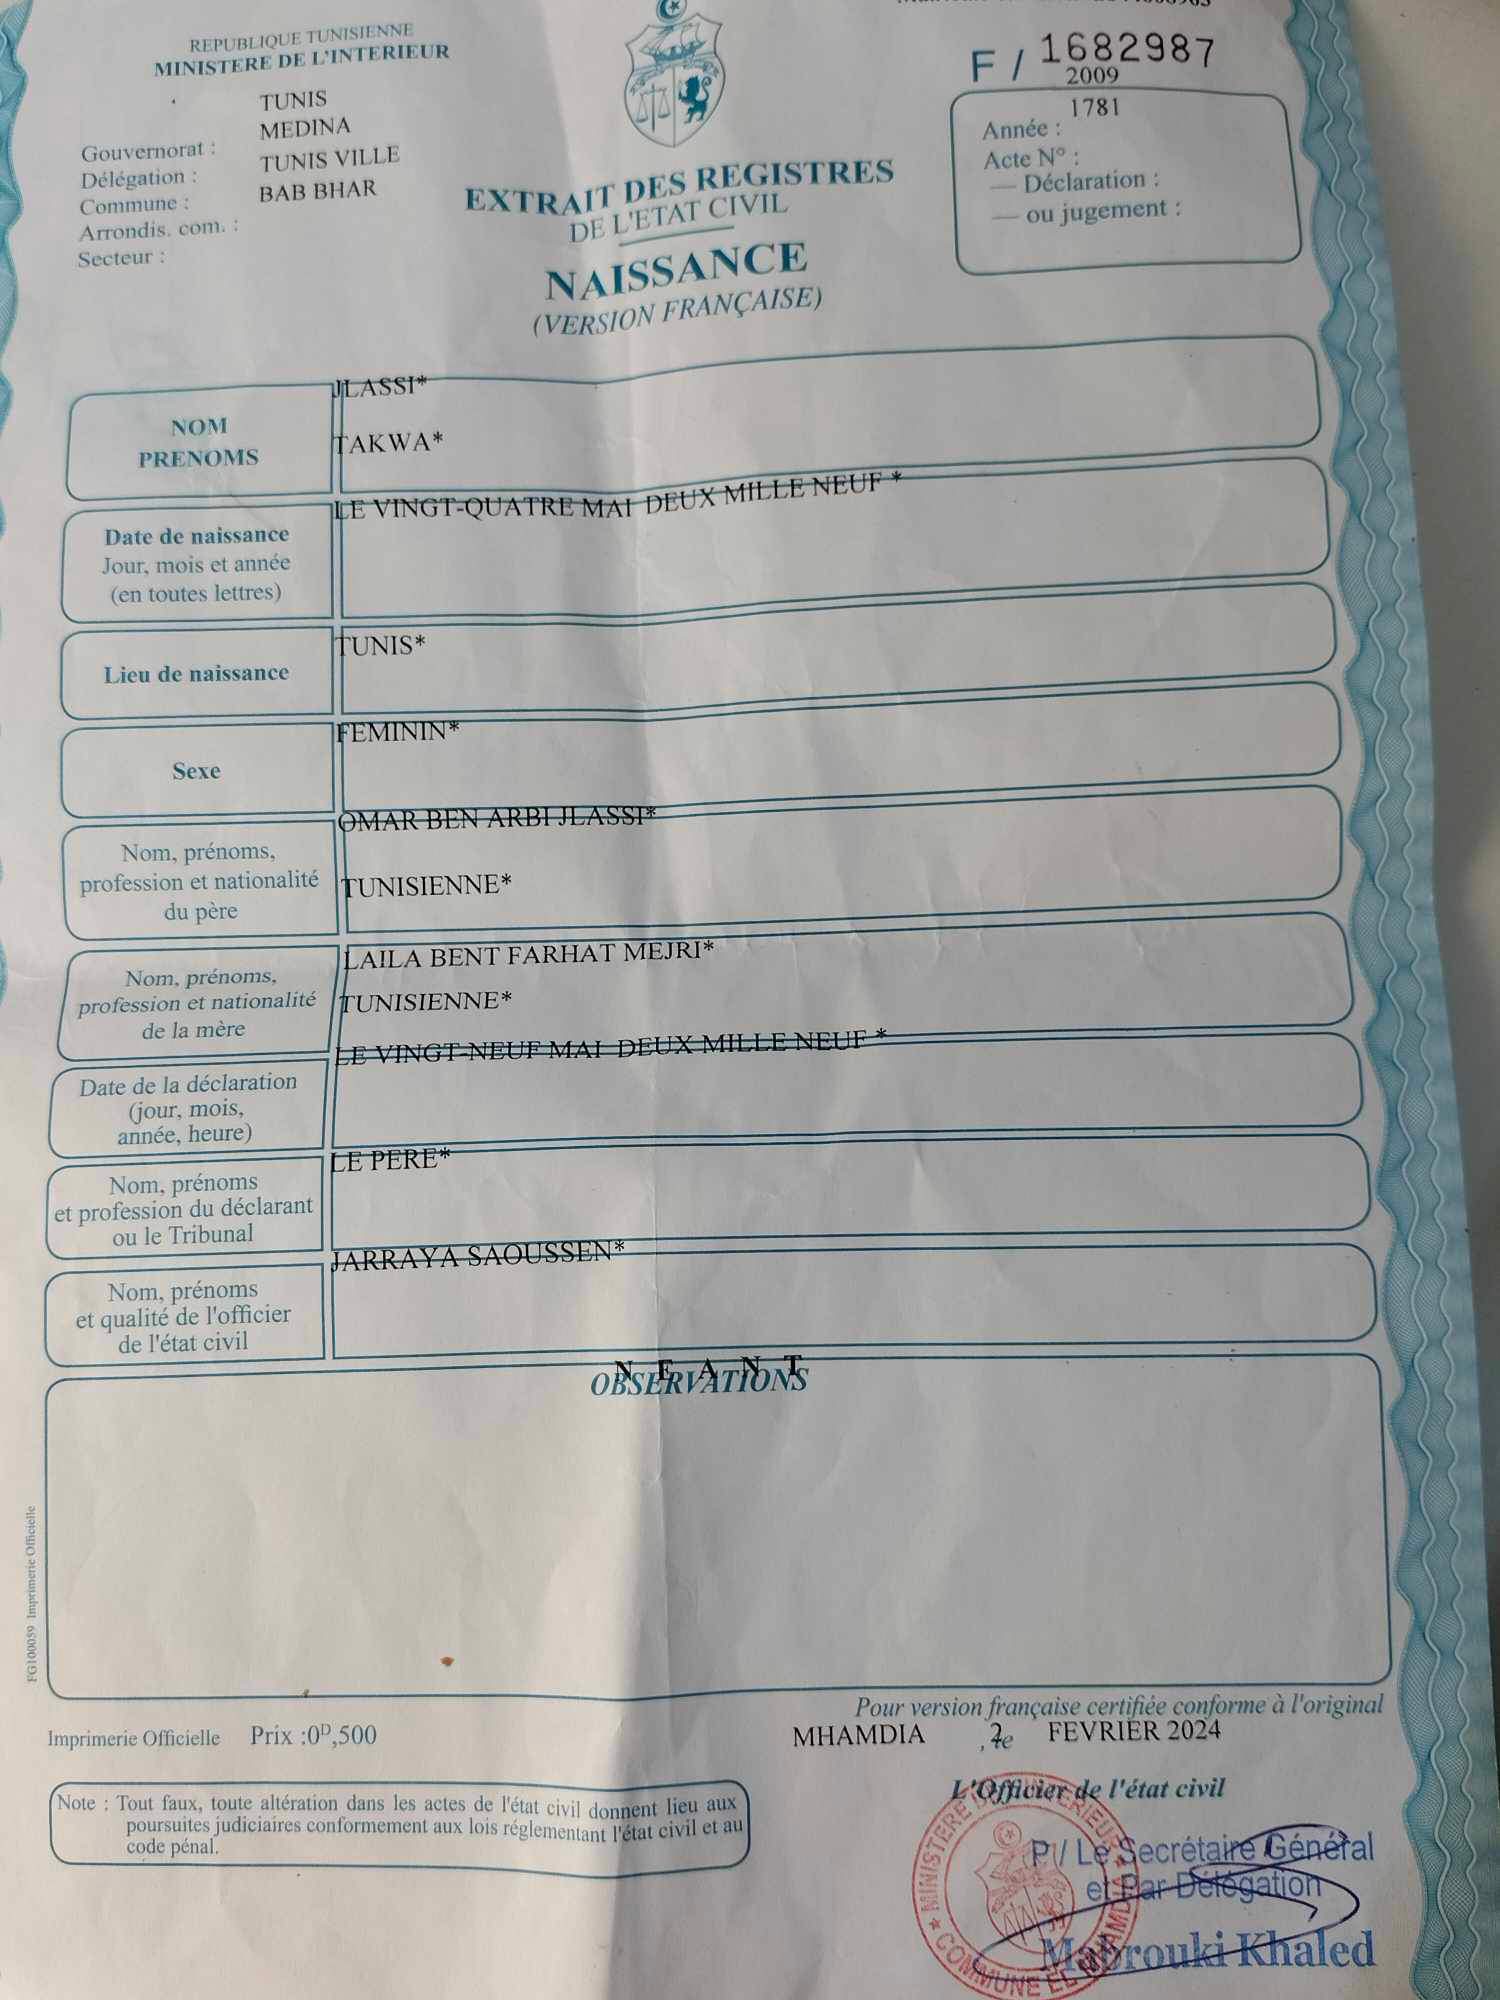 REPUBLIQUE TUNISIENNE
MINISTERE DE L'INTERIEUR
TUNIS
MEDINA
TUNIS VILLE
BAB BHAR
Gouvernorat :
Délégation :
Commune :
Arrondis. com. :
Secteur :
EXTRAIT DES REGISTRES
DE L'ETAT CIVIL
NAISSANCE
(VERSION FRANÇAISE)
F / 1682987
2009
1781
Année :
Acte N° :
— Déclaration :
— ou jugement :
NOM
PRENOMS
JLASSI*
TAKWA*
Date de naissance
Jour, mois et année
(en toutes lettres)
LE VINGT-QUATRE MAI DEUX MILLE NEUF *
Lieu de naissance
TUNIS*
Sexe
FEMININ*
Nom, prénoms,
profession et nationalité
du père
OMAR BEN ARBI JLASSI*
TUNISIENNE*
Nom, prénoms,
profession et nationalité
de la mère
LAILA BENT FARHAT MEJRI*
TUNISIENNE*
Date de la déclaration
(jour, mois,
année, heure)
LE VINGT-NEUF MAI DEUX MILLE NEUF *
Nom, prénoms
et profession du déclarant
ou le Tribunal
LE PERE*
Nom, prénoms
et qualité de l'officier
de l'état civil
JARRAYA SAOUSSEN*
N E A N T
OBSERVATIONS
FG100059 Imprimerie Officielle
Pour version française certifiée conforme à l'original
Imprimerie Officielle Prix :0D,500
MHAMDIA , le 2 FEVRIER 2024
Note : Tout faux, toute altération dans les actes de l'état civil donnent lieu aux
poursuites judiciaires conformement aux lois réglementant l'état civil et au
code pénal.
L'Officier de l'état civil
P / Le Secrétaire Général
et Par Délégation
Mabrouki Khaled
MINISTERE INTERIEUR
COMMUNE EL MHAMDIA